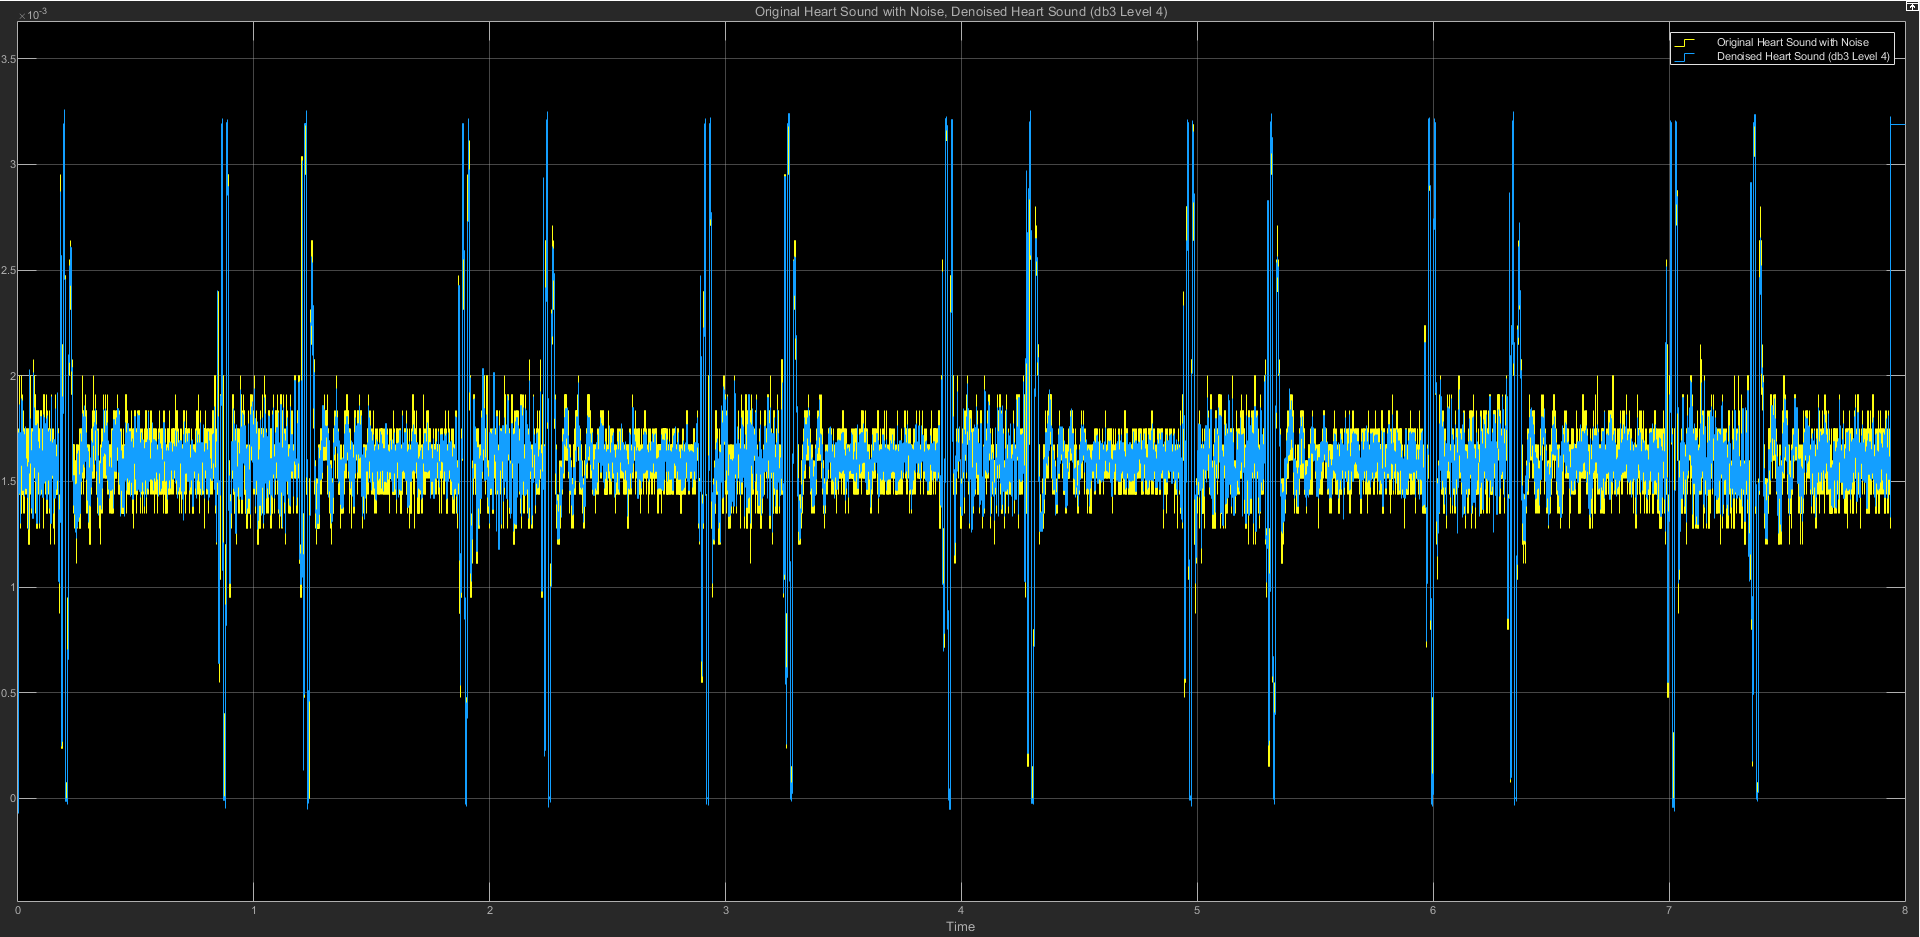 Original Heart Sound with Noise, Denoised Heart Sound (db3 Level 4)
×10⁻³
Original Heart Sound with Noise
Denoised Heart Sound (db3 Level 4)
3.5
3
2.5
2
1.5
1
0.5
0
0 1 2 3 4 5 6 7 8
Time